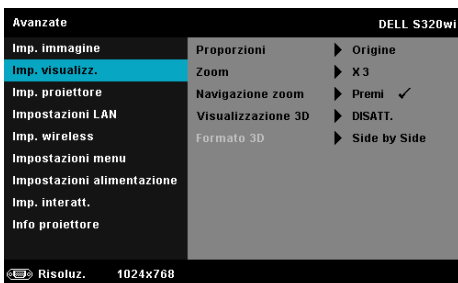 Avanzate DELL S320wi
Imp. immagine
Imp. visualizz.
Imp. proiettore
Impostazioni LAN
Imp. wireless
Impostazioni menu
Impostazioni alimentazione
Imp. interatt.
Info proiettore
Proporzioni Origine
Zoom X 3
Navigazione zoom Premi ✓
Visualizzazione 3D DISATT.
Formato 3D Side by Side
Risoluz. 1024x768